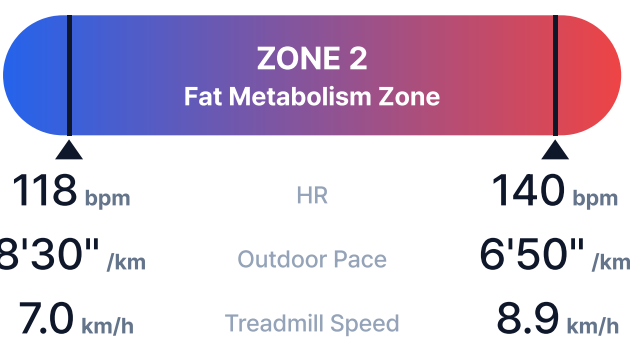 ZONE 2
Fat Metabolism Zone
118 bpm HR 140 bpm
8'30" /km Outdoor Pace 6'50" /km
7.0 km/h Treadmill Speed 8.9 km/h